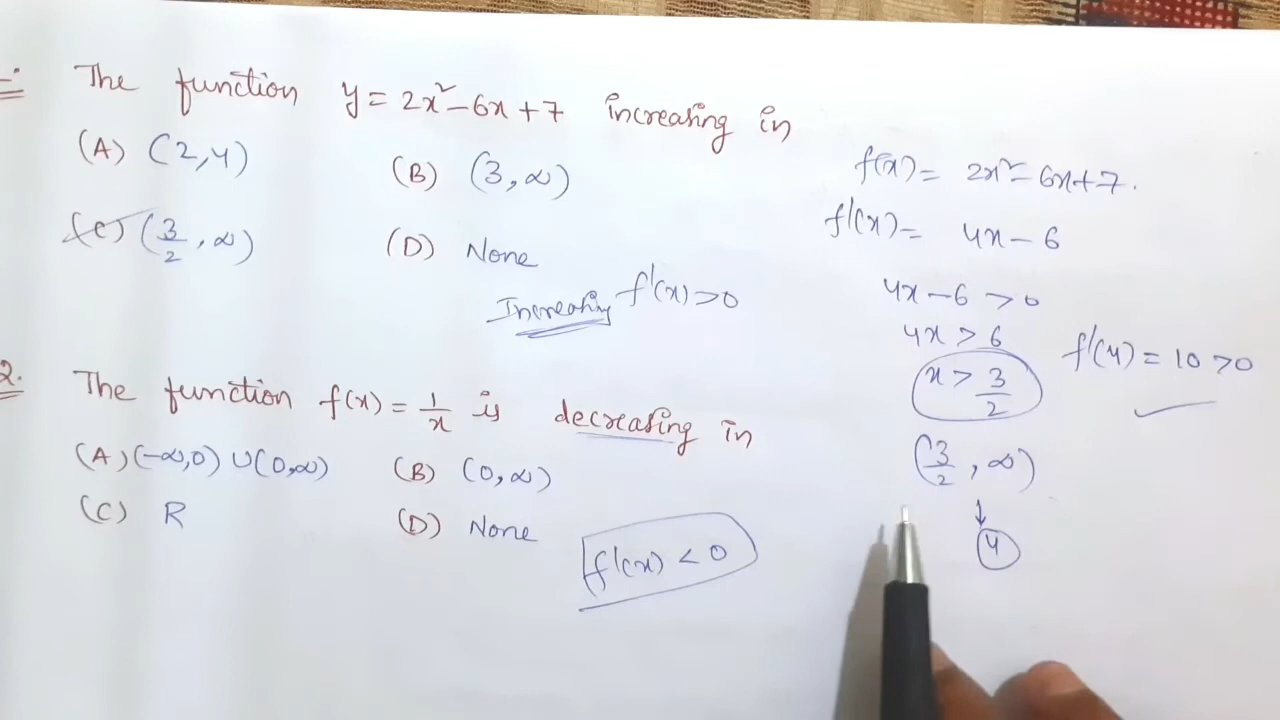 The function y = 2x² - 6x + 7 increasing in
(A) (2,4) (B) (3, ∞)
(C) (3/2, ∞) (D) None
Increasing f'(x) > 0
2. The function f(x) = 1/x is decreasing in
(A) (-∞,0) ∪ (0,∞) (B) (0, ∞)
(C) R (D) None
f'(x) < 0
f(x) = 2x² - 6x + 7.
f'(x) = 4x - 6
4x - 6 > 0
4x > 6
x > 3/2
f'(4) = 10 > 0
(3/2, ∞)
↓
4